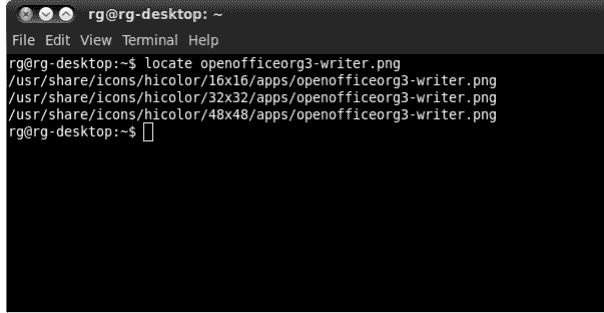 rg@rg-desktop: ~
File Edit View Terminal Help
rg@rg-desktop:~$ locate openofficeorg3-writer.png
/usr/share/icons/hicolor/16x16/apps/openofficeorg3-writer.png
/usr/share/icons/hicolor/32x32/apps/openofficeorg3-writer.png
/usr/share/icons/hicolor/48x48/apps/openofficeorg3-writer.png
rg@rg-desktop:~$